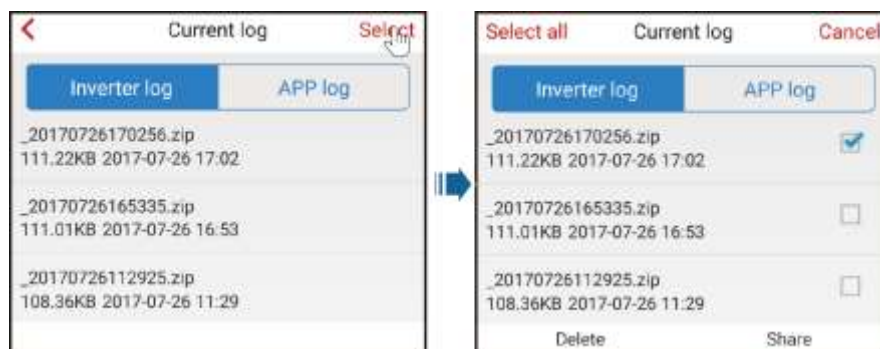 Current log Select
Inverter log APP log
_20170726170256.zip
111.22KB 2017-07-26 17:02
_20170726165335.zip
111.01KB 2017-07-26 16:53
_20170726112925.zip
108.36KB 2017-07-26 11:29
Select all Current log Cancel
Inverter log APP log
_20170726170256.zip
111.22KB 2017-07-26 17:02
_20170726165335.zip
111.01KB 2017-07-26 16:53
_20170726112925.zip
108.36KB 2017-07-26 11:29
Delete Share